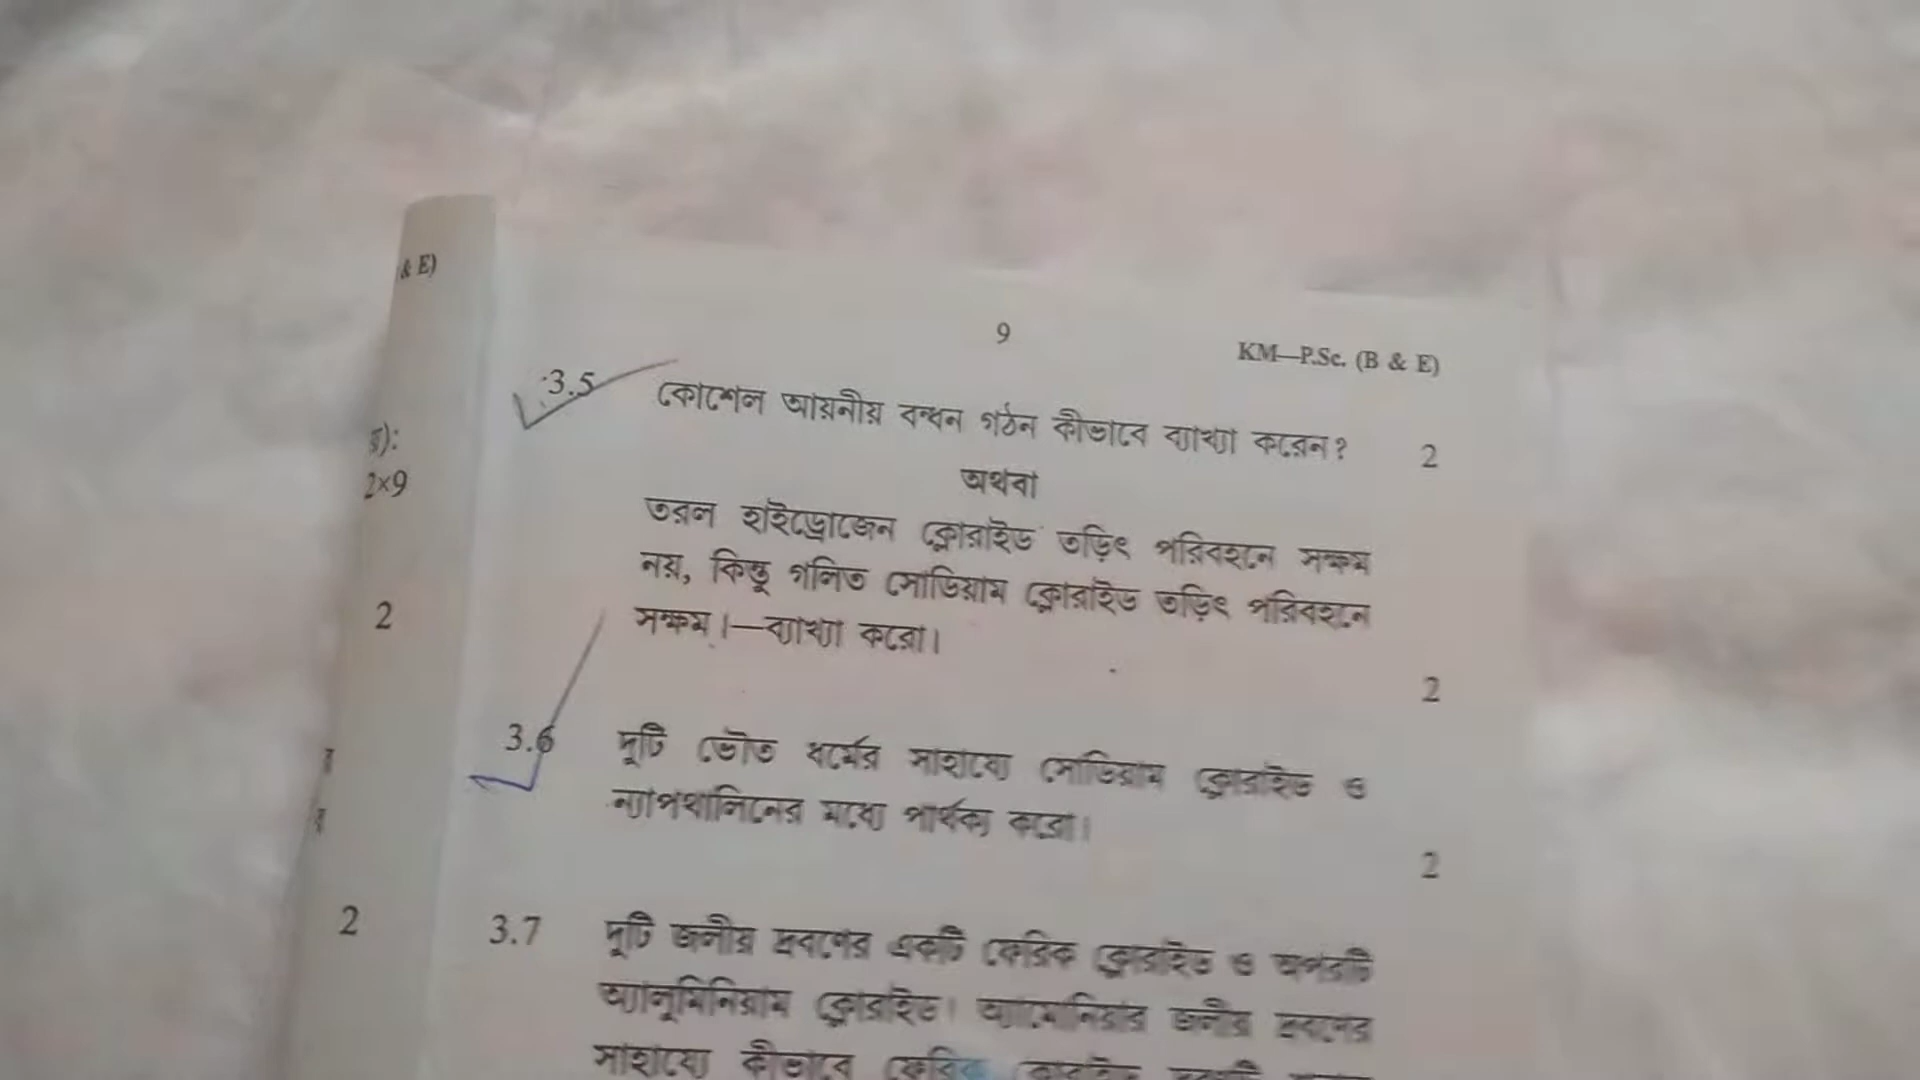 & E)
9
KM—P.Sc. (B & E)
3.5 কোশেল আয়নীয় বন্ধন গঠন কীভাবে ব্যাখ্যা করেন? 2
):
2×9
অথবা
তরল হাইড্রোজেন ক্লোরাইড তড়িৎ পরিবহনে সক্ষম
নয়, কিন্তু গলিত সোডিয়াম ক্লোরাইড তড়িৎ পরিবহনে
2
সক্ষম।—ব্যাখ্যা করো।
2
3.6 দুটি ভৌত ধর্মের সাহায্যে সোডিয়াম ক্লোরাইড ও
ন্যাপথালিনের মধ্যে পার্থক্য করো।
2
2
3.7 দুটি জলীয় দ্রবণের একটি ফেরিক ক্লোরাইড ও অপরটি
অ্যালুমিনিয়াম ক্লোরাইড। অ্যামোনিয়ার জলীয় দ্রবণের
সাহায্যে কীভাবে ফেরিক